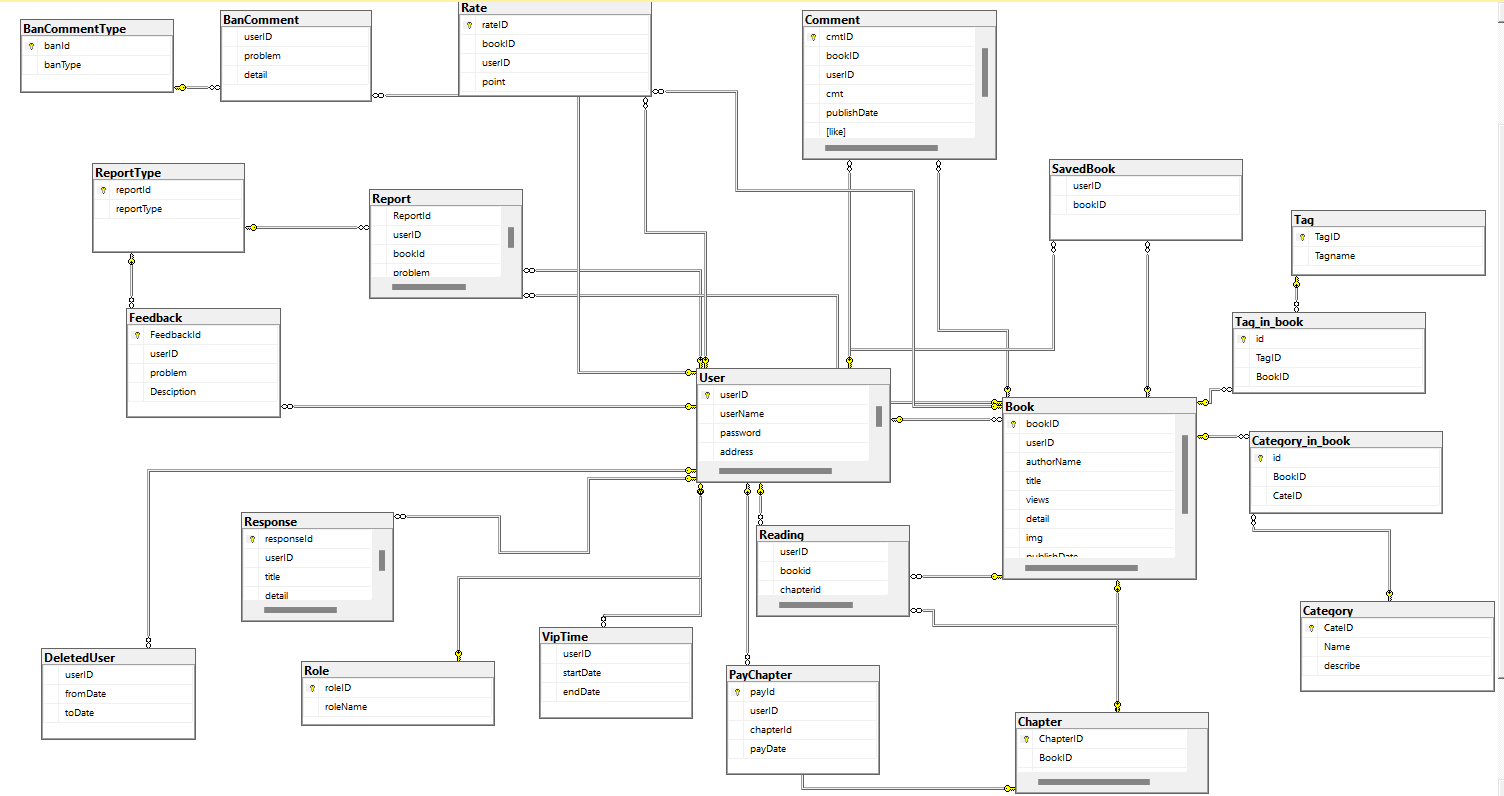 BanCommentType
banId
banType
BanComment
userID
problem
detail
Rate
rateID
bookID
userID
point
Comment
cmtID
bookID
userID
cmt
publishDate
[like]
ReportType
reportId
reportType
Report
ReportId
userID
bookId
problem
SavedBook
userID
bookID
Tag
TagID
Tagname
Feedback
FeedbackId
userID
problem
Desciption
Tag_in_book
id
TagID
BookID
User
userID
userName
password
address
Book
bookID
userID
authorName
title
views
detail
img
publishDate
Category_in_book
id
BookID
CateID
Response
responseId
userID
title
detail
Reading
userID
bookid
chapterid
Category
CateID
Name
describe
DeletedUser
userID
fromDate
toDate
Role
roleID
roleName
VipTime
userID
startDate
endDate
PayChapter
payId
userID
chapterId
payDate
Chapter
ChapterID
BookID